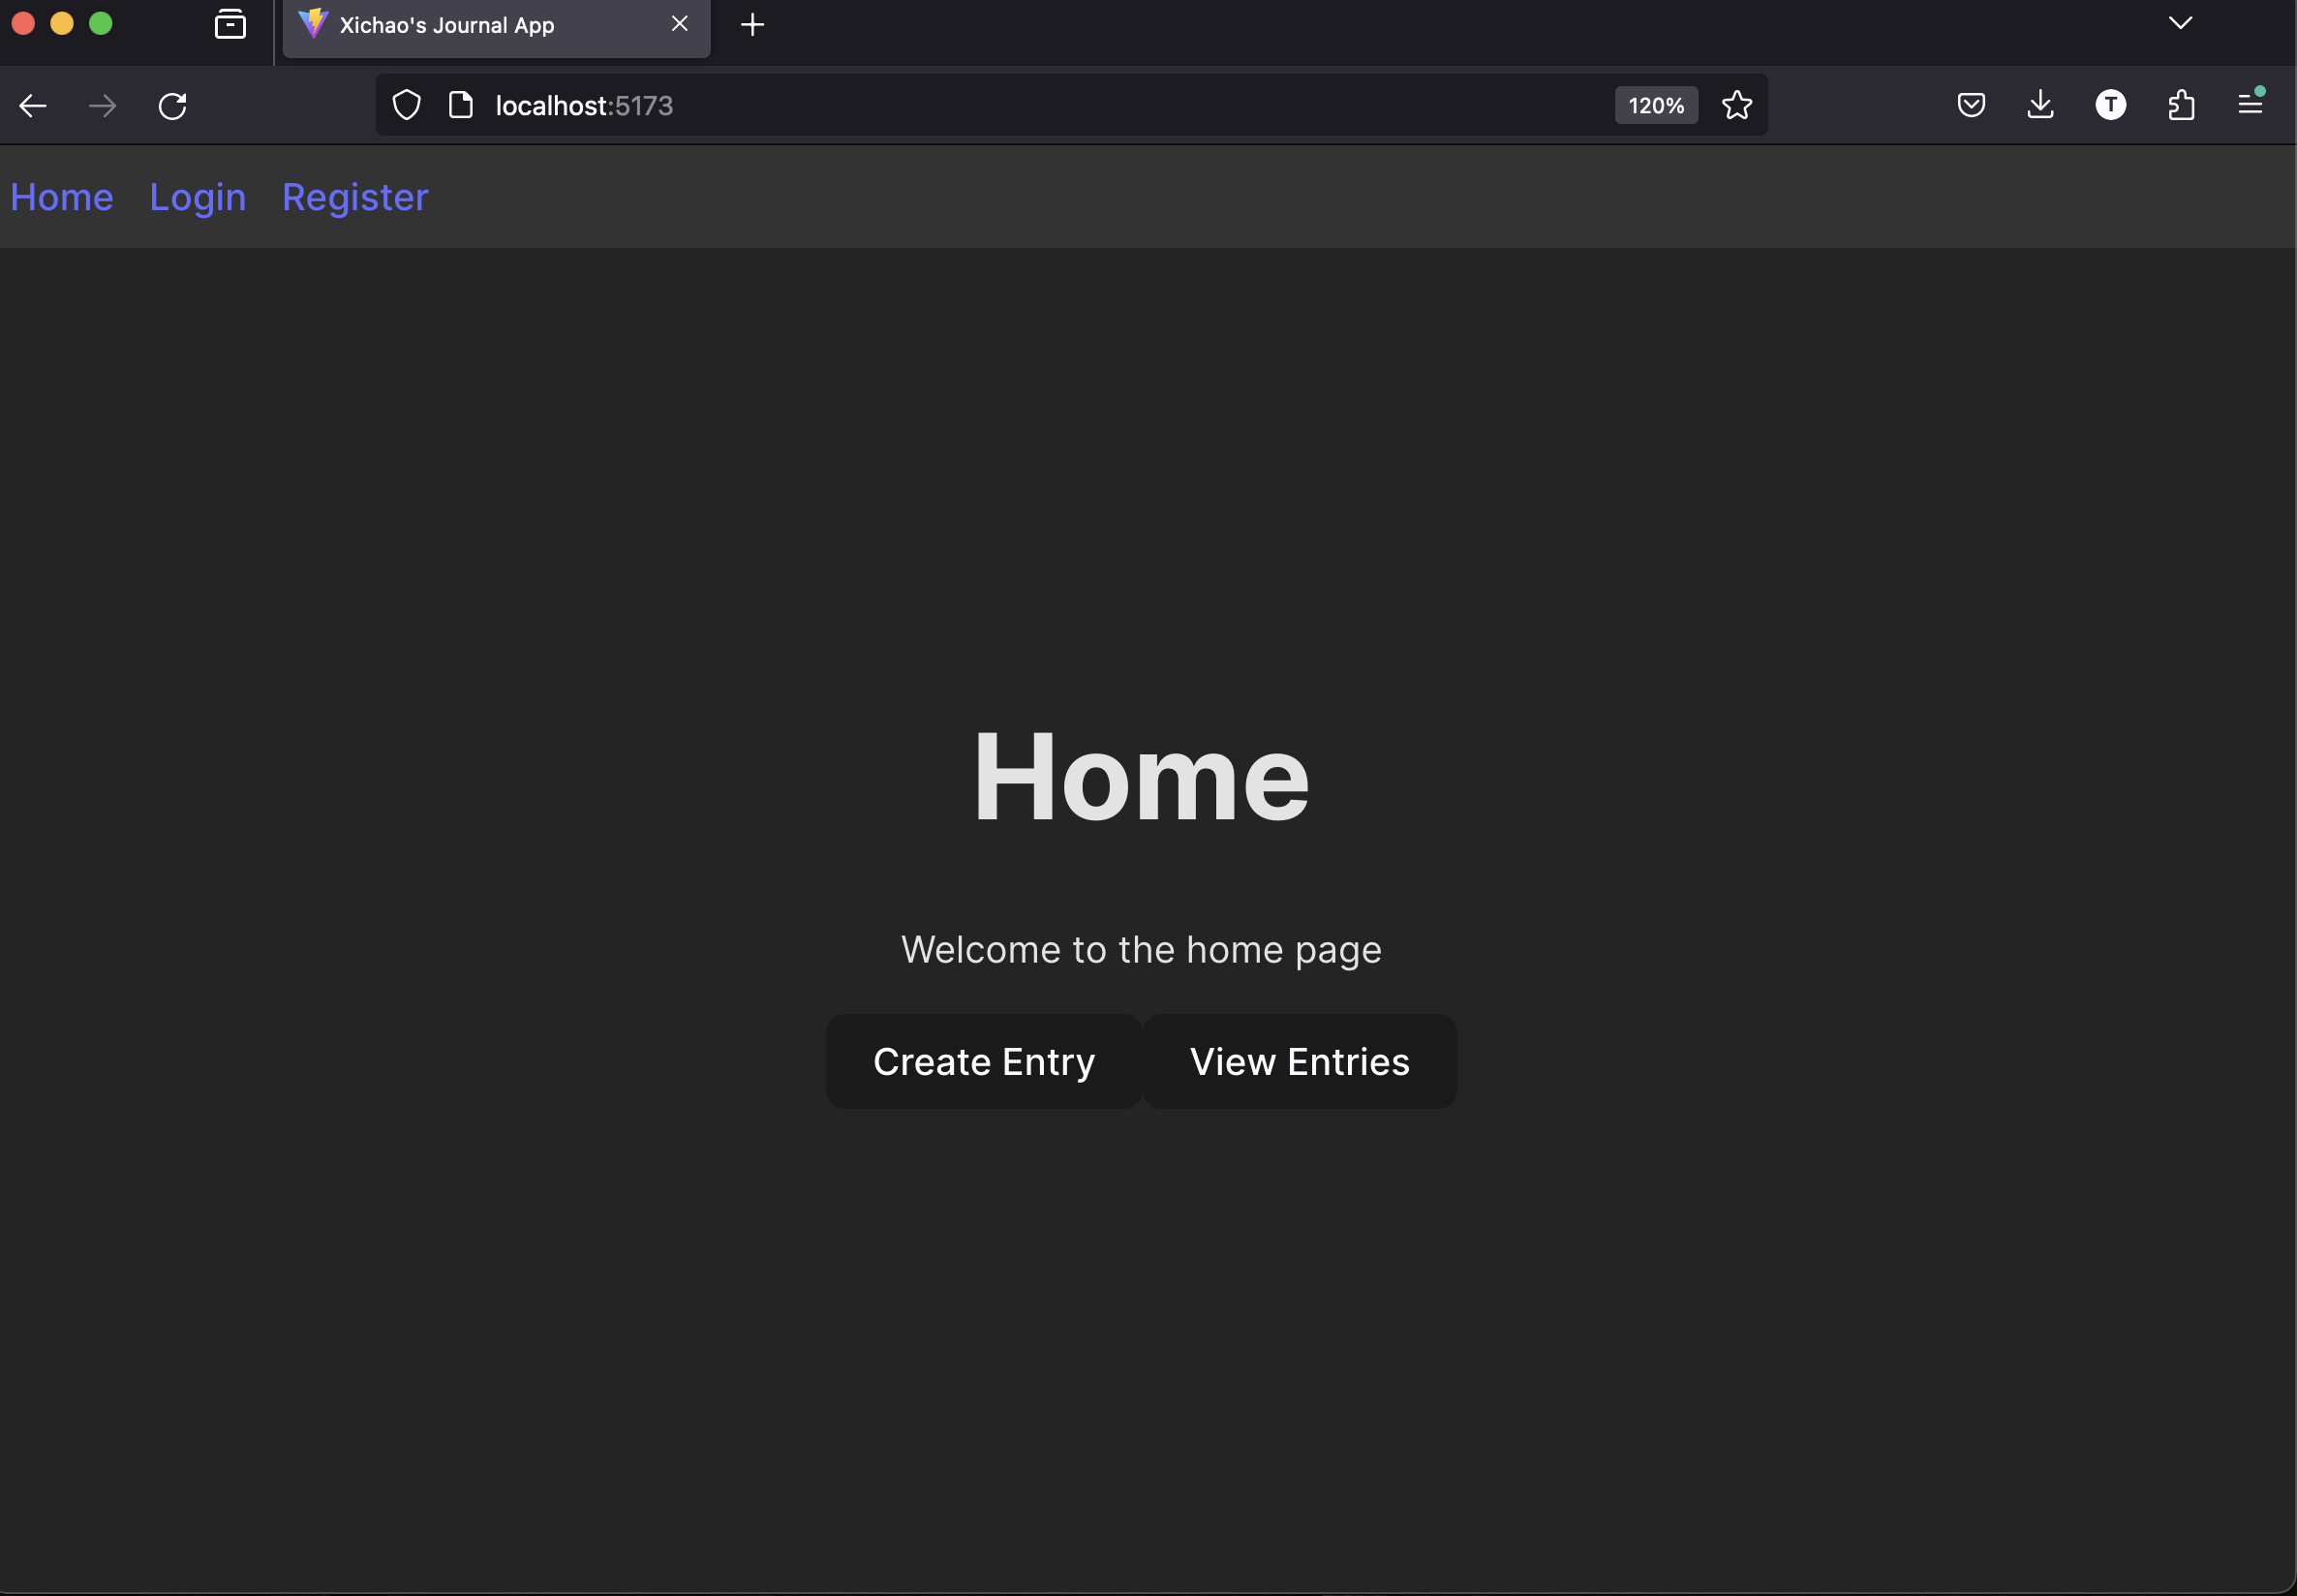 Xichao's Journal App
localhost:5173
120%
T
Home Login Register
Home
Welcome to the home page
Create Entry View Entries